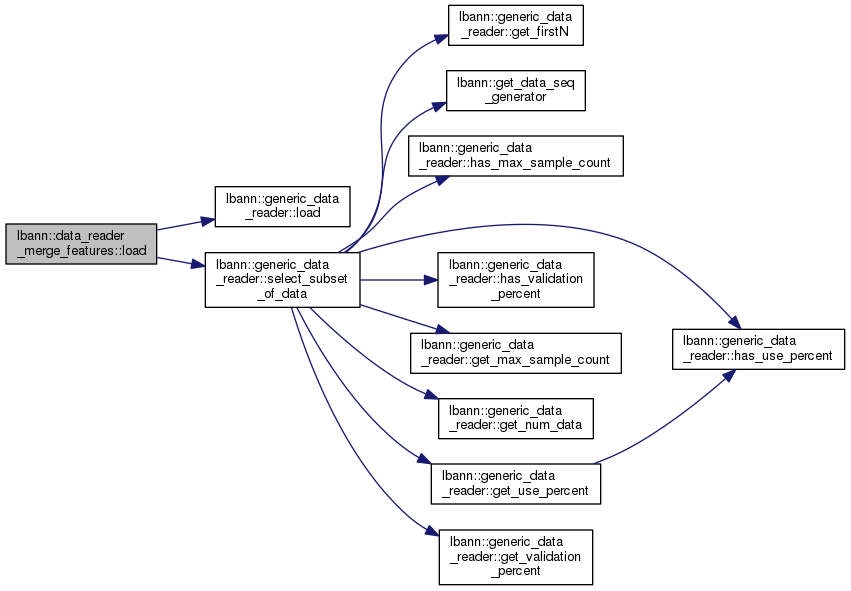 lbann::data_reader
_merge_features::load
lbann::generic_data
_reader::load
lbann::generic_data
_reader::select_subset
_of_data
lbann::generic_data
_reader::get_firstN
lbann::get_data_seq
_generator
lbann::generic_data
_reader::has_max_sample_count
lbann::generic_data
_reader::has_validation
_percent
lbann::generic_data
_reader::get_max_sample_count
lbann::generic_data
_reader::get_num_data
lbann::generic_data
_reader::get_use_percent
lbann::generic_data
_reader::get_validation
_percent
lbann::generic_data
_reader::has_use_percent